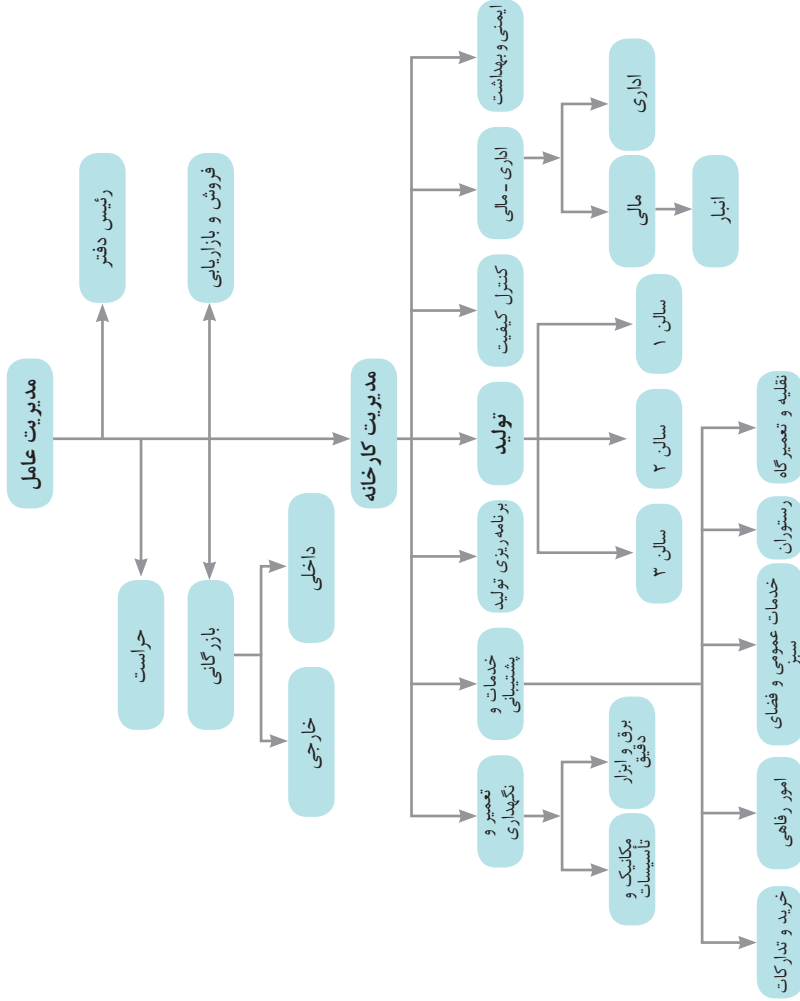 مدیریت عامل
رئیس دفتر
حراست
فروش و بازاریابی
بازرگانی
داخلی
خارجی
مدیریت کارخانه
ایمنی و بهداشت
اداری - مالی
کنترل کیفیت
تولید
برنامه‌ریزی تولید
خدمات و
پشتیبانی
تعمیر و
نگهداری
اداری
مالی
انبار
سالن ۱
سالن ۲
سالن ۳
برق و ابزار
دقیق
مکانیک و
تأسیسات
نقلیه و تعمیرگاه
رستوران
خدمات عمومی و فضای
سبز
امور رفاهی
خرید و تدارکات